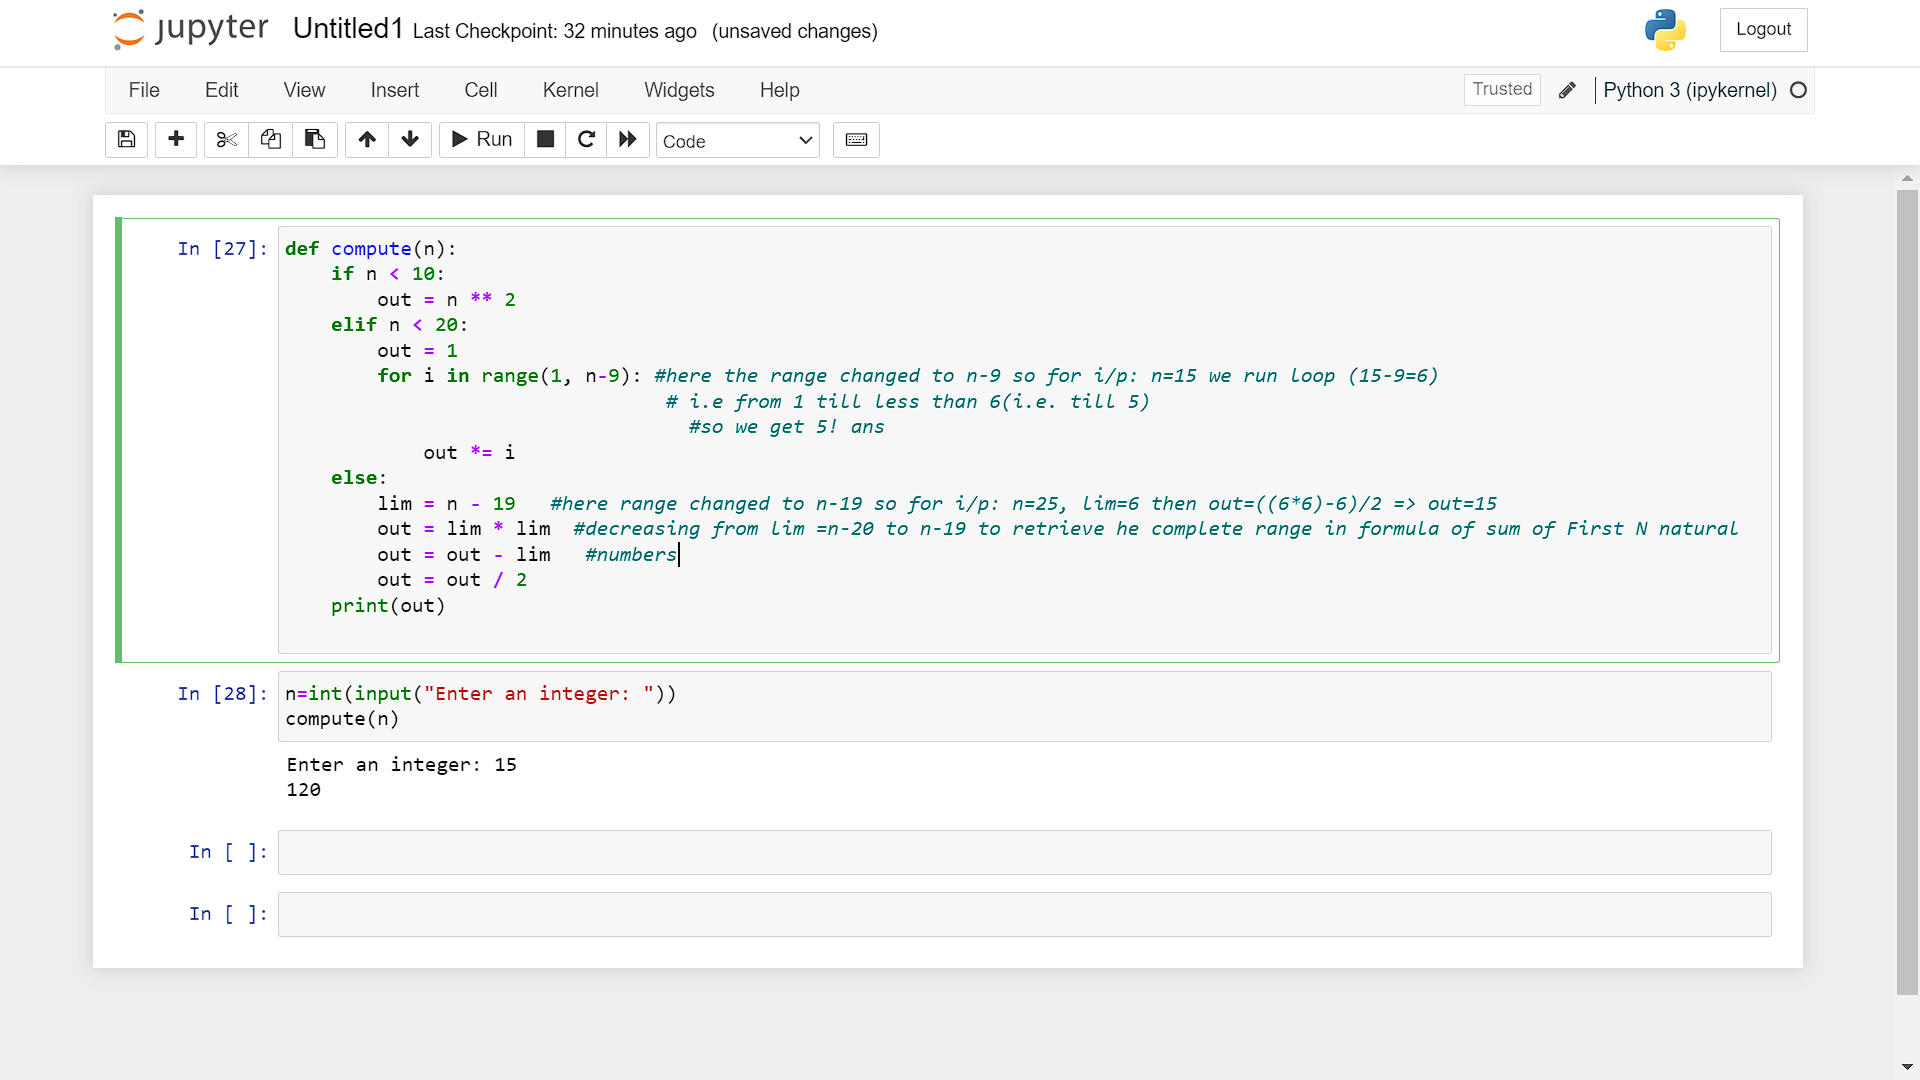 jupyter Untitled1 Last Checkpoint: 32 minutes ago (unsaved changes)
Logout
File Edit View Insert Cell Kernel Widgets Help Trusted Python 3 (ipykernel)
Run Code
In [27]: def compute(n):
    if n < 10:
        out = n ** 2
    elif n < 20:
        out = 1
        for i in range(1, n-9): #here the range changed to n-9 so for i/p: n=15 we run loop (15-9=6)
                                 # i.e from 1 till less than 6(i.e. till 5)
                                   #so we get 5! ans
            out *= i
    else:
        lim = n - 19   #here range changed to n-19 so for i/p: n=25, lim=6 then out=((6*6)-6)/2 => out=15
        out = lim * lim  #decreasing from lim =n-20 to n-19 to retrieve he complete range in formula of sum of First N natural
        out = out - lim   #numbers
        out = out / 2
    print(out)
In [28]: n=int(input("Enter an integer: "))
compute(n)
Enter an integer: 15
120
In [ ]:
In [ ]: